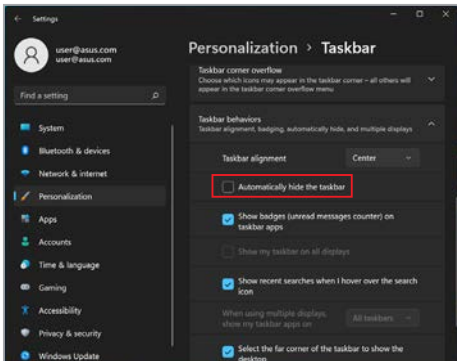 Settings
user@asus.com
user@asus.com
Find a setting
System
Bluetooth & devices
Network & internet
Personalization
Apps
Accounts
Time & language
Gaming
Accessibility
Privacy & security
Windows Update
Personalization > Taskbar
Taskbar corner overflow
Choose which icons may appear in the taskbar corner – all others will
appear in the taskbar corner overflow menu
Taskbar behaviors
Taskbar alignment, badging, automatically hide, and multiple displays
Taskbar alignment
Center
Automatically hide the taskbar
Show badges (unread messages counter) on
taskbar apps
Show my taskbar on all displays
Show recent searches when I hover over the search
icon
When using multiple displays,
show my taskbar apps on
All taskbars
Select the far corner of the taskbar to show the
desktop